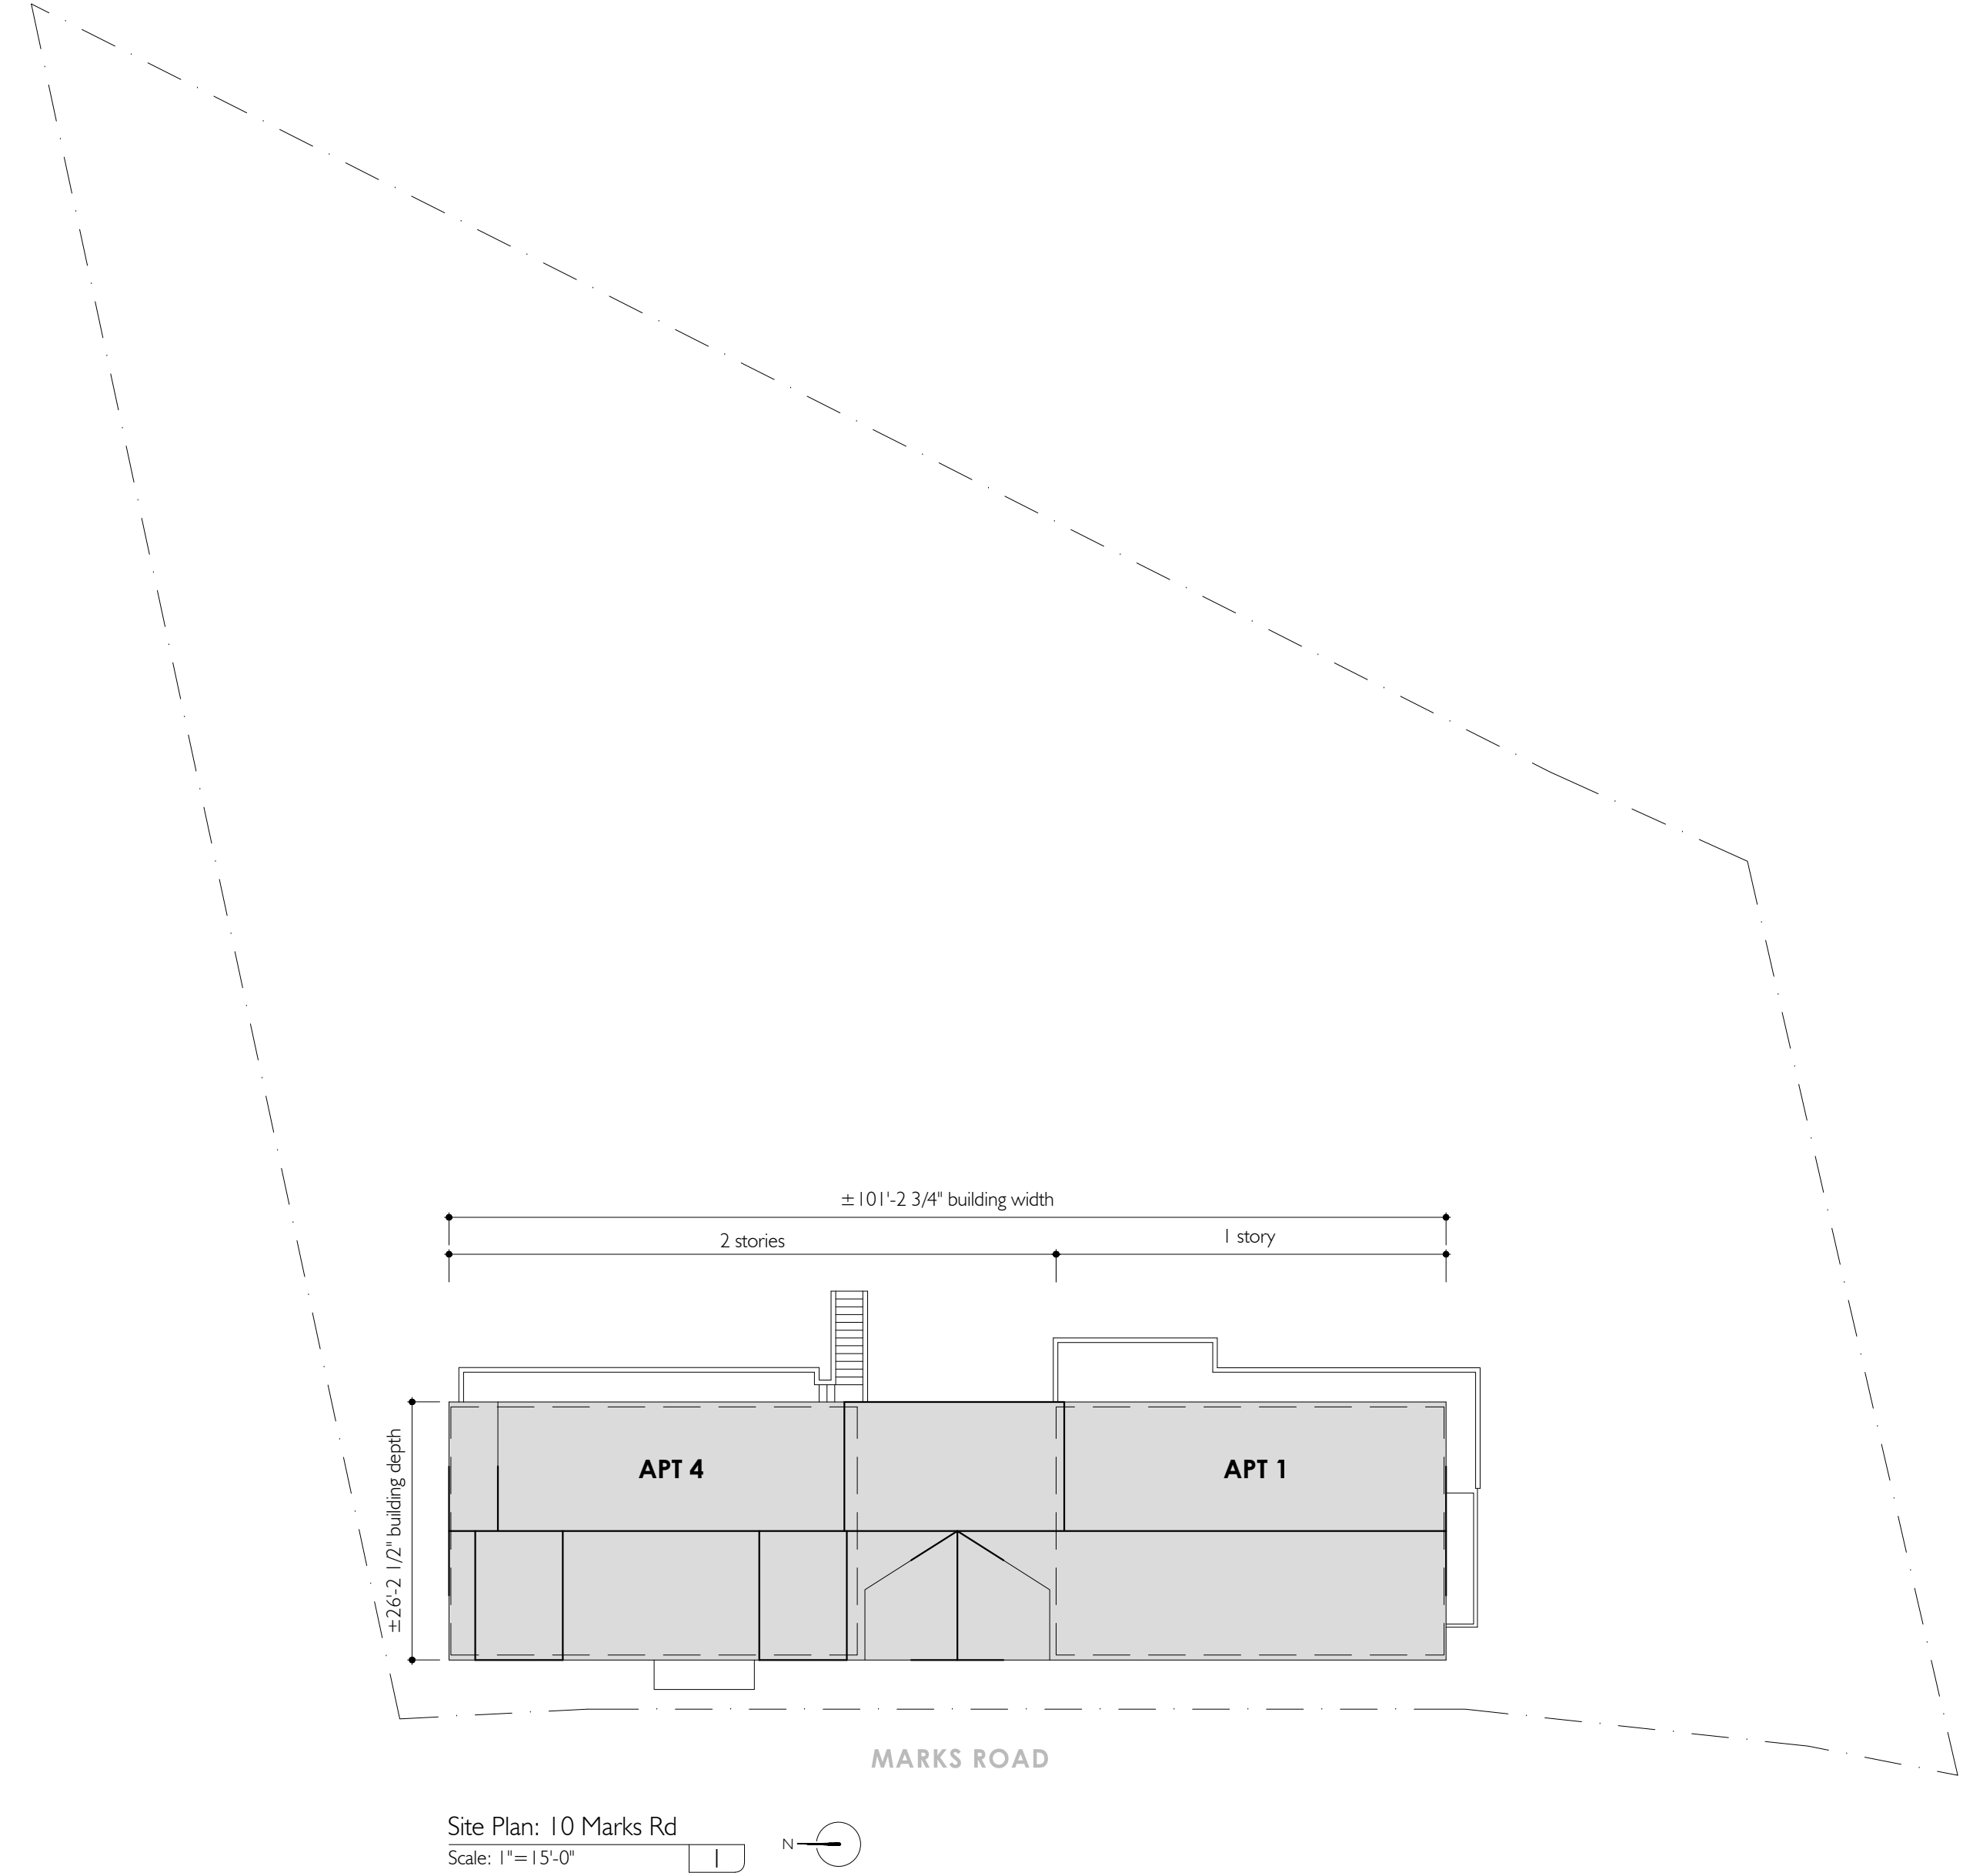 ±101'-2 3/4" building width
2 stories
1 story
±26'-2 1/2" building depth
APT 4
APT 1
MARKS ROAD
Site Plan: 10 Marks Rd
Scale: 1"=15'-0"
1
N